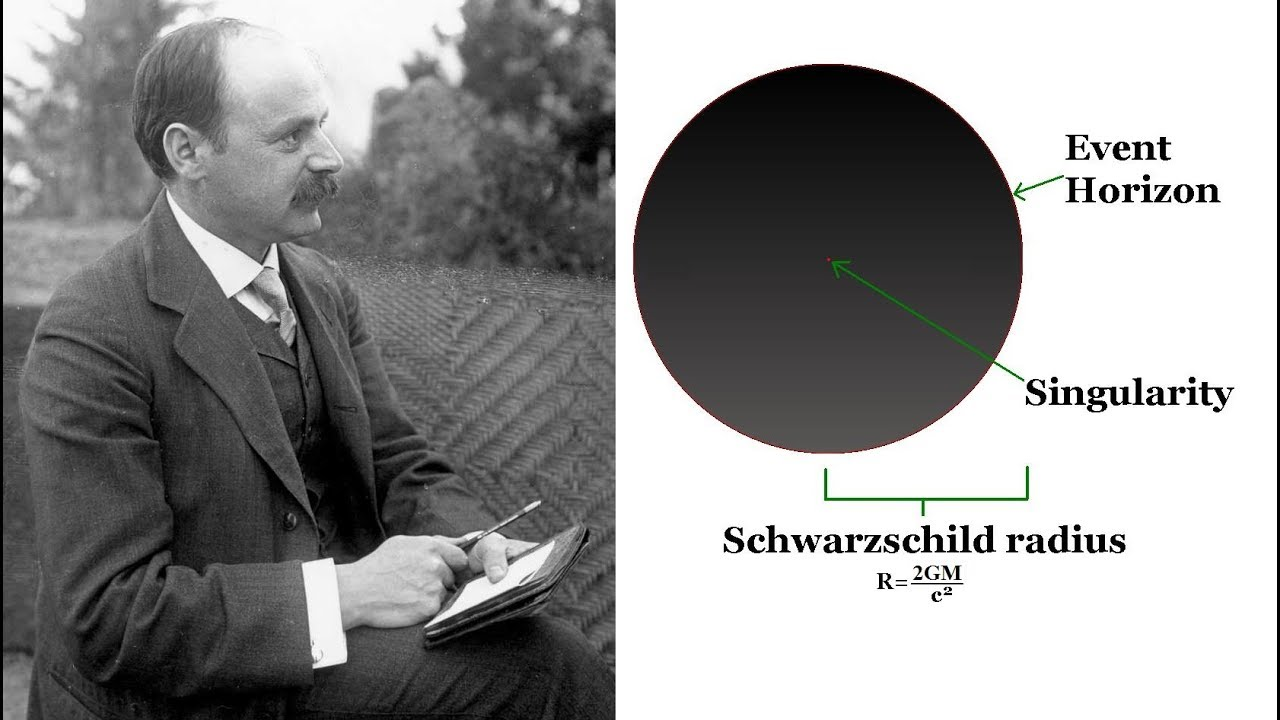 Event
Horizon
Singularity
Schwarzschild radius
R=2GM/c²